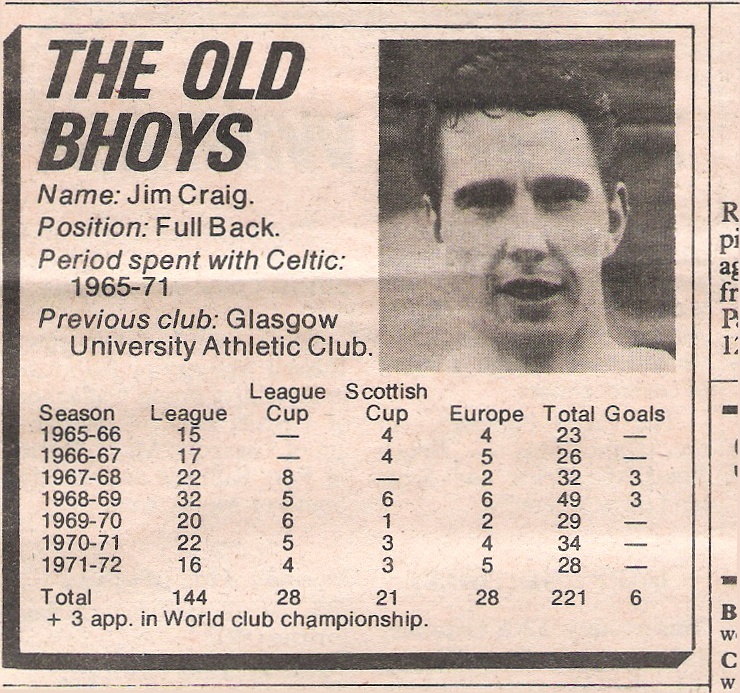 THE OLD
BHOYS
Name: Jim Craig.
Position: Full Back.
Period spent with Celtic:
1965-71
Previous club: Glasgow
University Athletic Club.
League Scottish
Season League Cup Cup Europe Total Goals
1965-66 15 — 4 4 23 —
1966-67 17 — 4 5 26 —
1967-68 22 8 — 2 32 3
1968-69 32 5 6 6 49 3
1969-70 20 6 1 2 29 —
1970-71 22 5 3 4 34 —
1971-72 16 4 3 5 28 —
Total 144 28 21 28 221 6
+ 3 app. in World club championship.